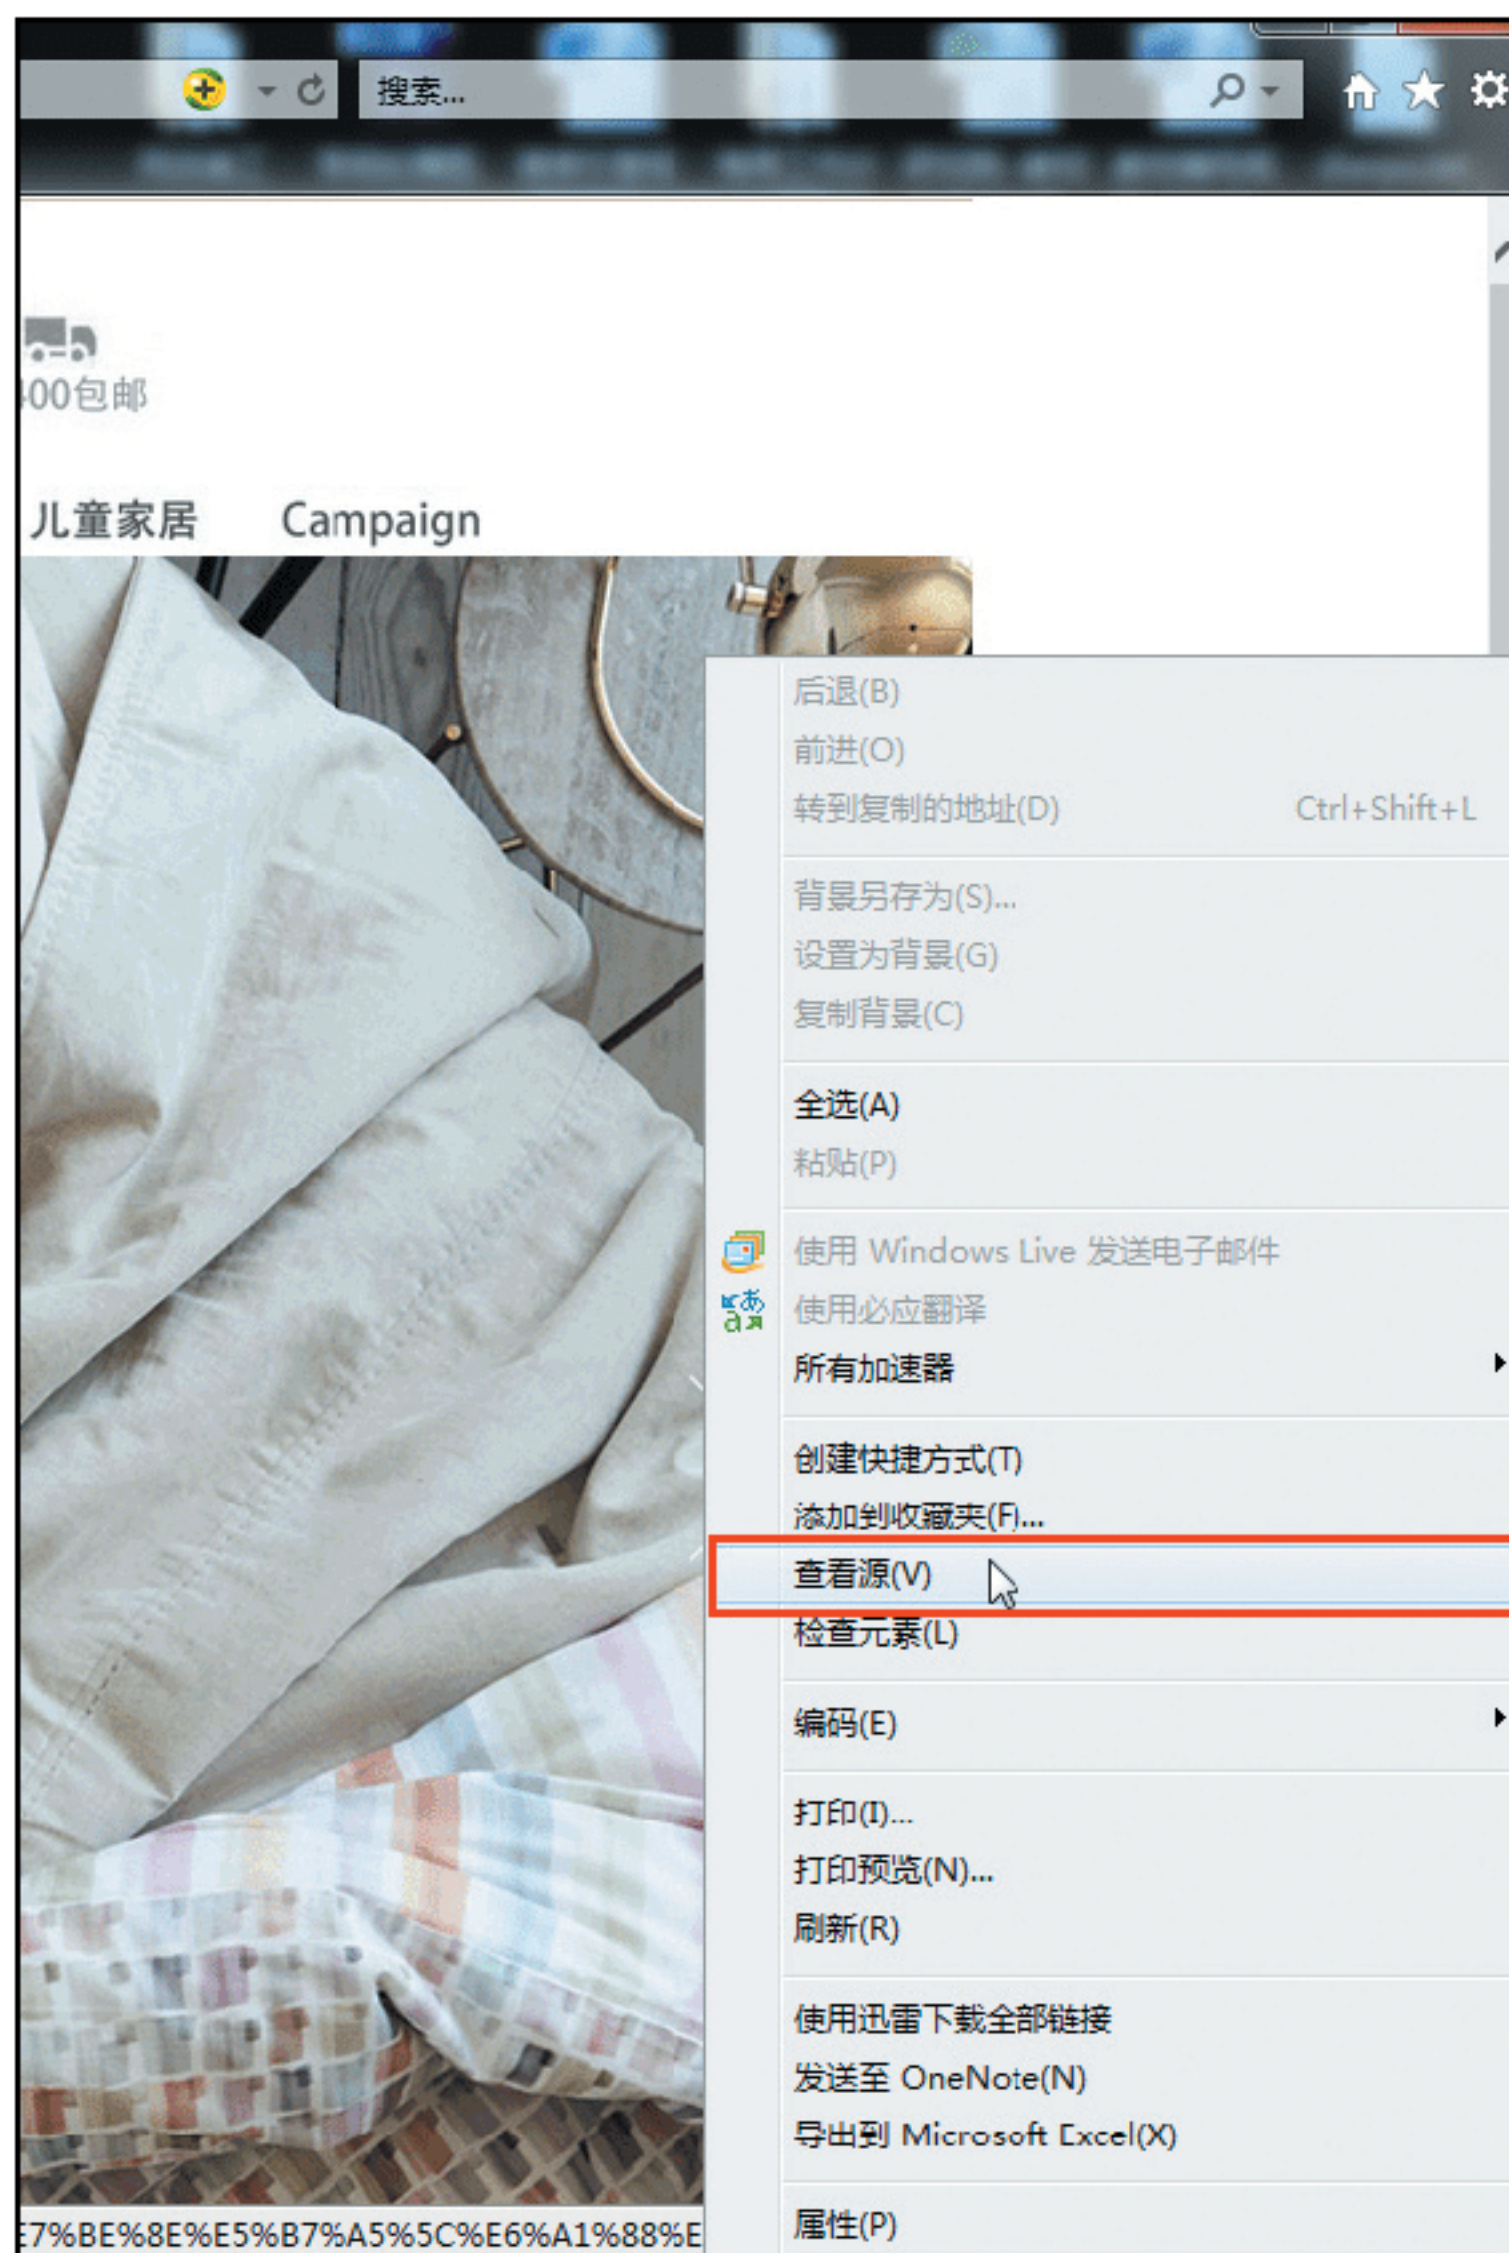 搜索...
00包邮
儿童家居 Campaign
后退(B)
前进(O)
转到复制的地址(D) Ctrl+Shift+L
背景另存为(S)...
设置为背景(G)
复制背景(C)
全选(A)
粘贴(P)
使用 Windows Live 发送电子邮件
使用必应翻译
所有加速器
创建快捷方式(T)
添加到收藏夹(F)...
查看源(V)
检查元素(L)
编码(E)
打印(I)...
打印预览(N)...
刷新(R)
使用迅雷下载全部链接
发送至 OneNote(N)
导出到 Microsoft Excel(X)
属性(P)
E7%BE%8E%E5%B7%A5%5C%E6%A1%88%E